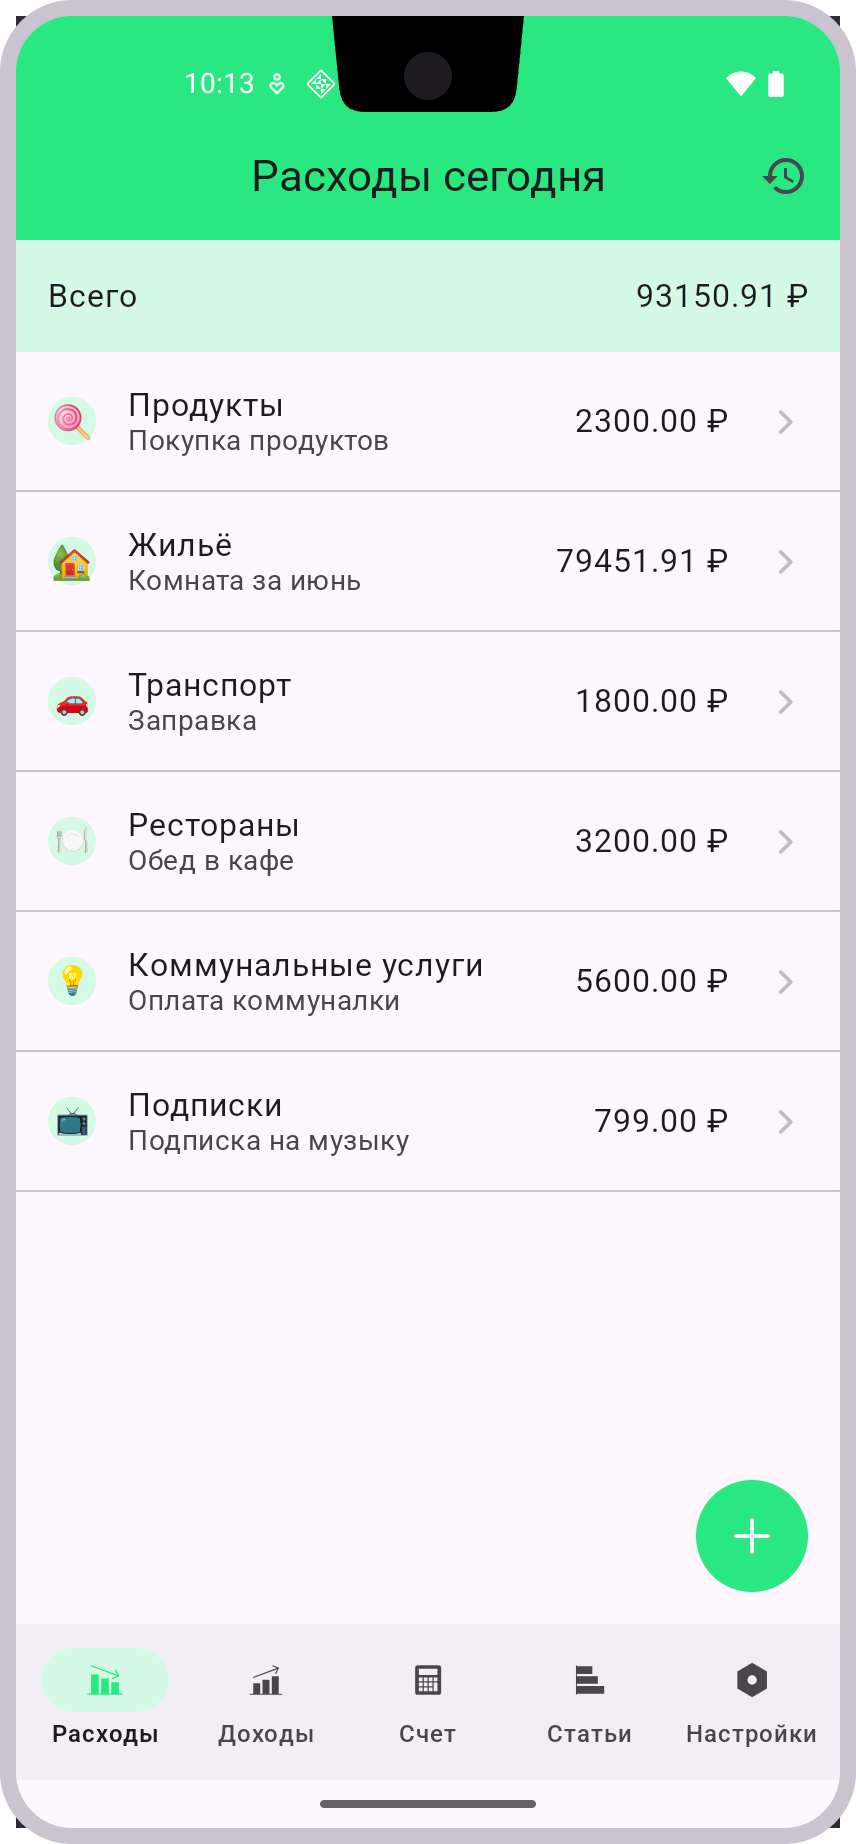 10:13
Расходы сегодня
Всего 93150.91 ₽
Продукты
Покупка продуктов
2300.00 ₽
Жильё
Комната за июнь
79451.91 ₽
Транспорт
Заправка
1800.00 ₽
Рестораны
Обед в кафе
3200.00 ₽
Коммунальные услуги
Оплата коммуналки
5600.00 ₽
Подписки
Подписка на музыку
799.00 ₽
Расходы Доходы Счет Статьи Настройки